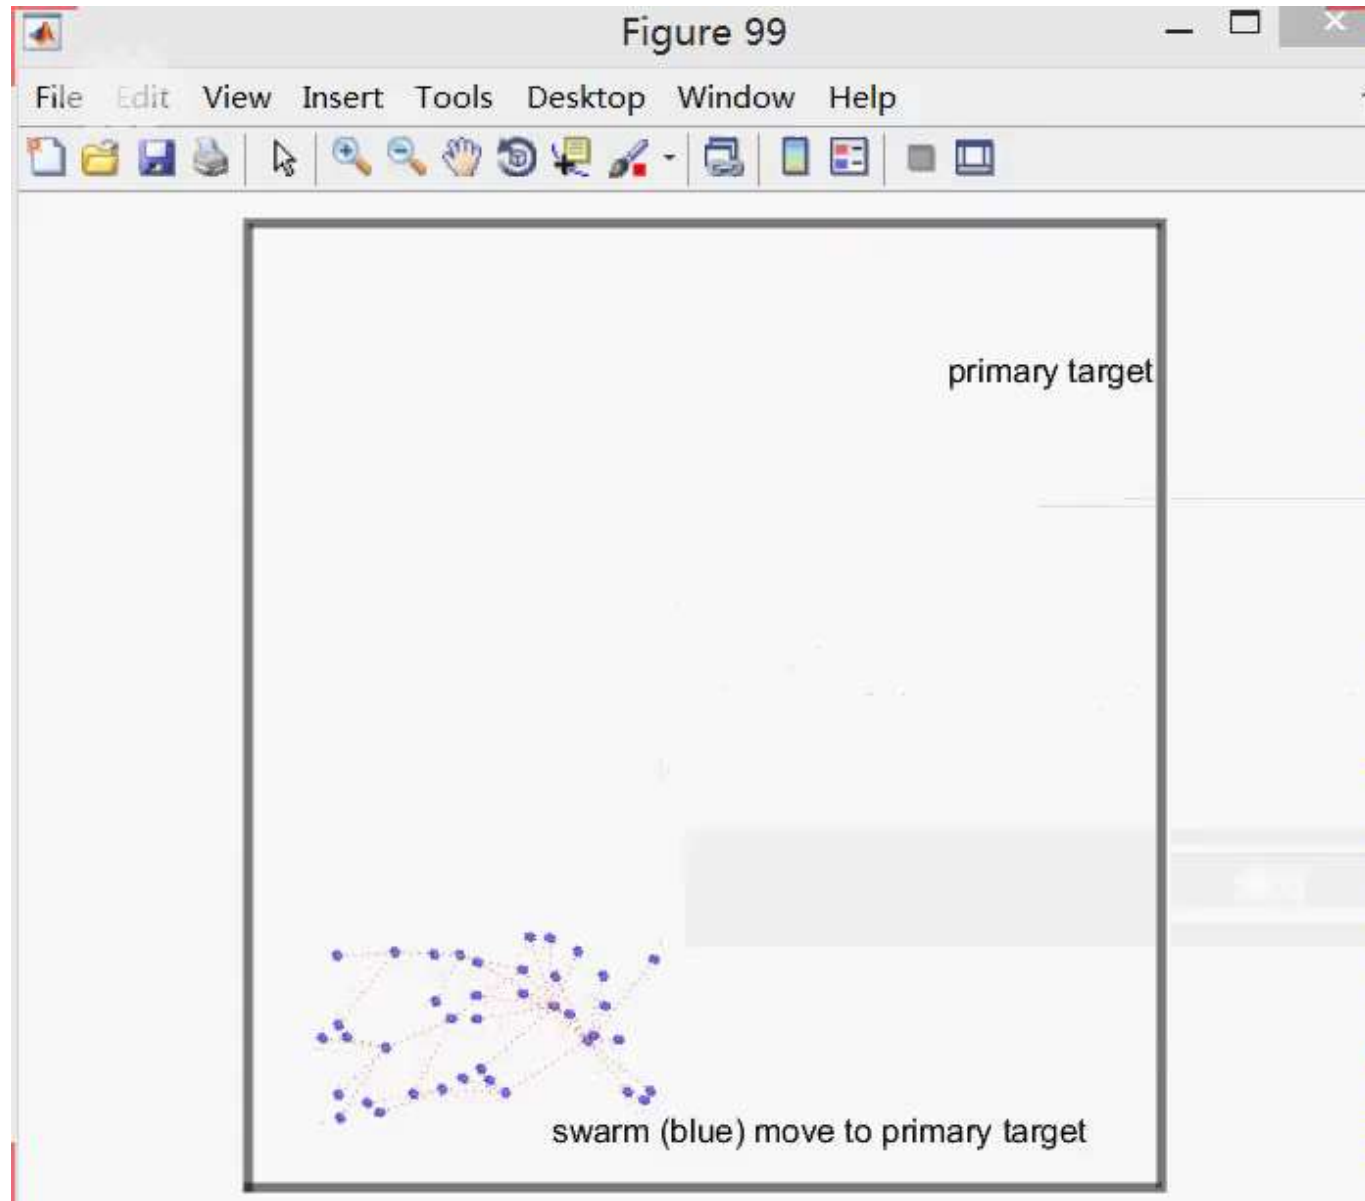 Figure 99
File Edit View Insert Tools Desktop Window Help
primary target
swarm (blue) move to primary target